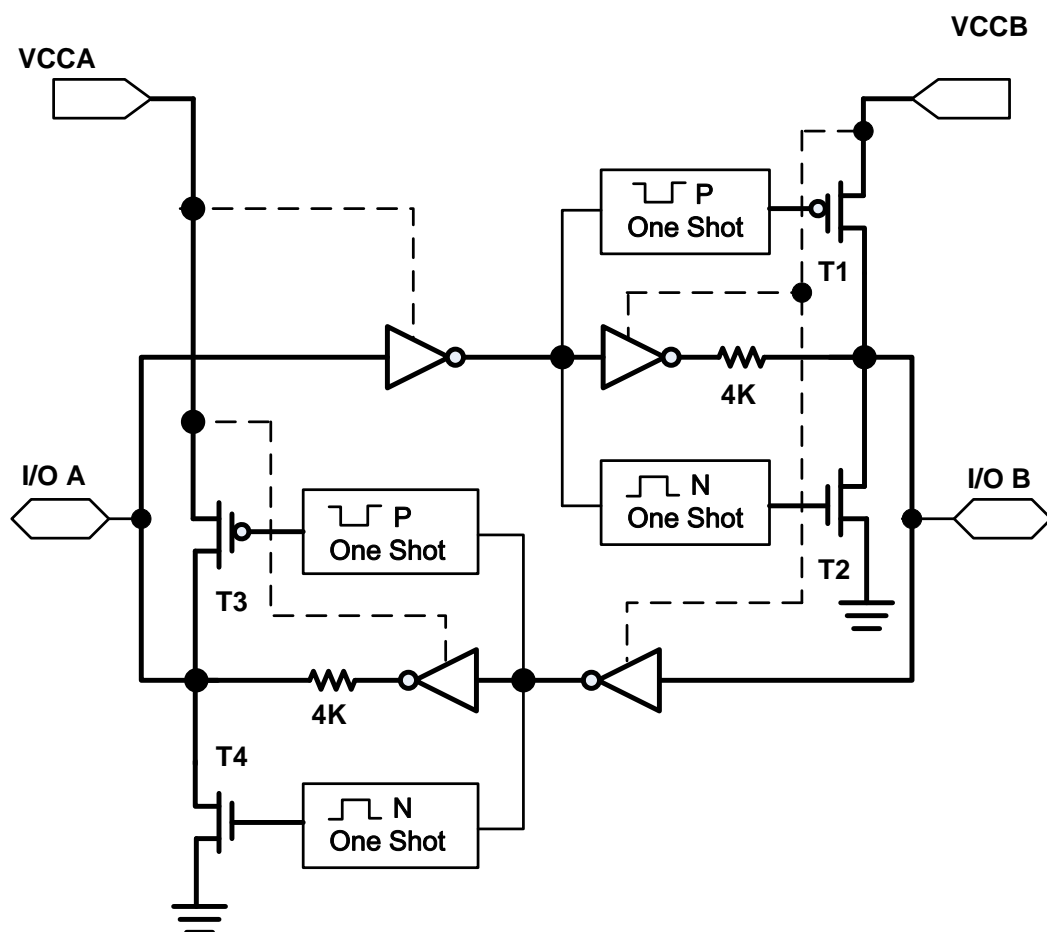 VCCB
VCCA
P
One Shot
T1
4K
I/O A
N
One Shot
I/O B
P
One Shot
T2
T3
4K
T4
N
One Shot